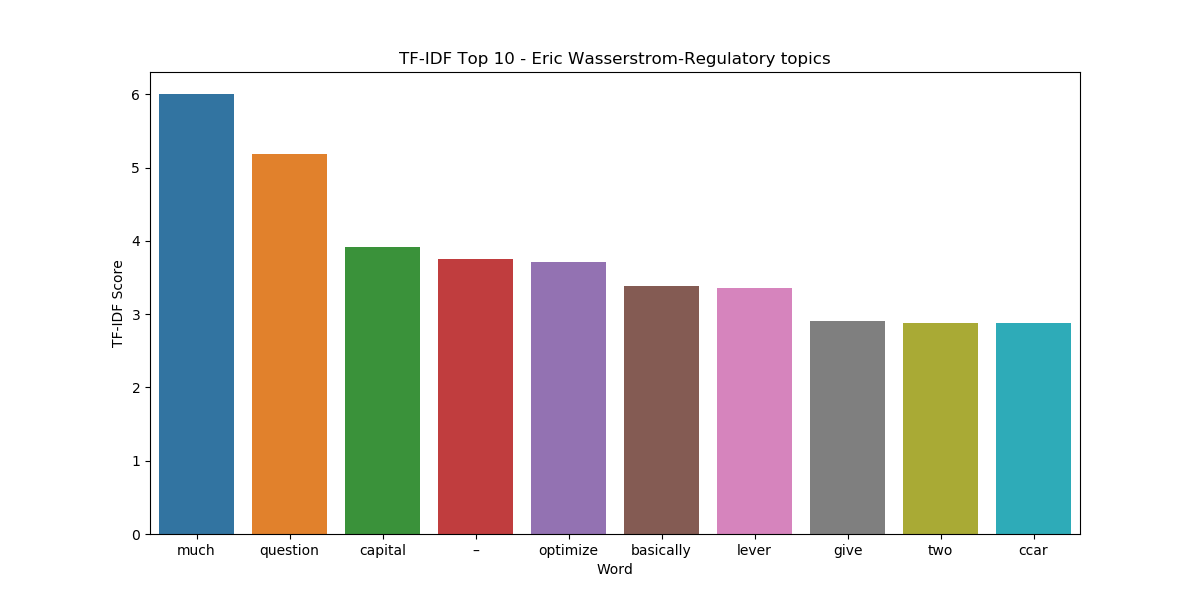 TF-IDF Top 10 - Eric Wasserstrom-Regulatory topics
TF-IDF Score
6
5
4
3
2
1
0
much question capital – optimize basically lever give two ccar
Word